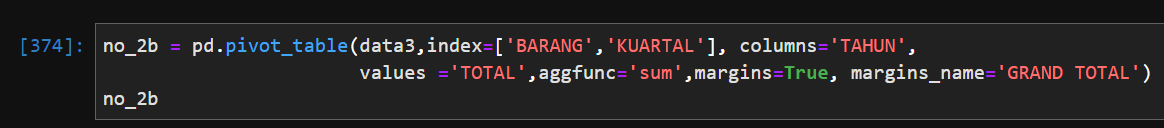 [374]: no_2b = pd.pivot_table(data3,index=['BARANG','KUARTAL'], columns='TAHUN',
values ='TOTAL',aggfunc='sum',margins=True, margins_name='GRAND TOTAL')
no_2b